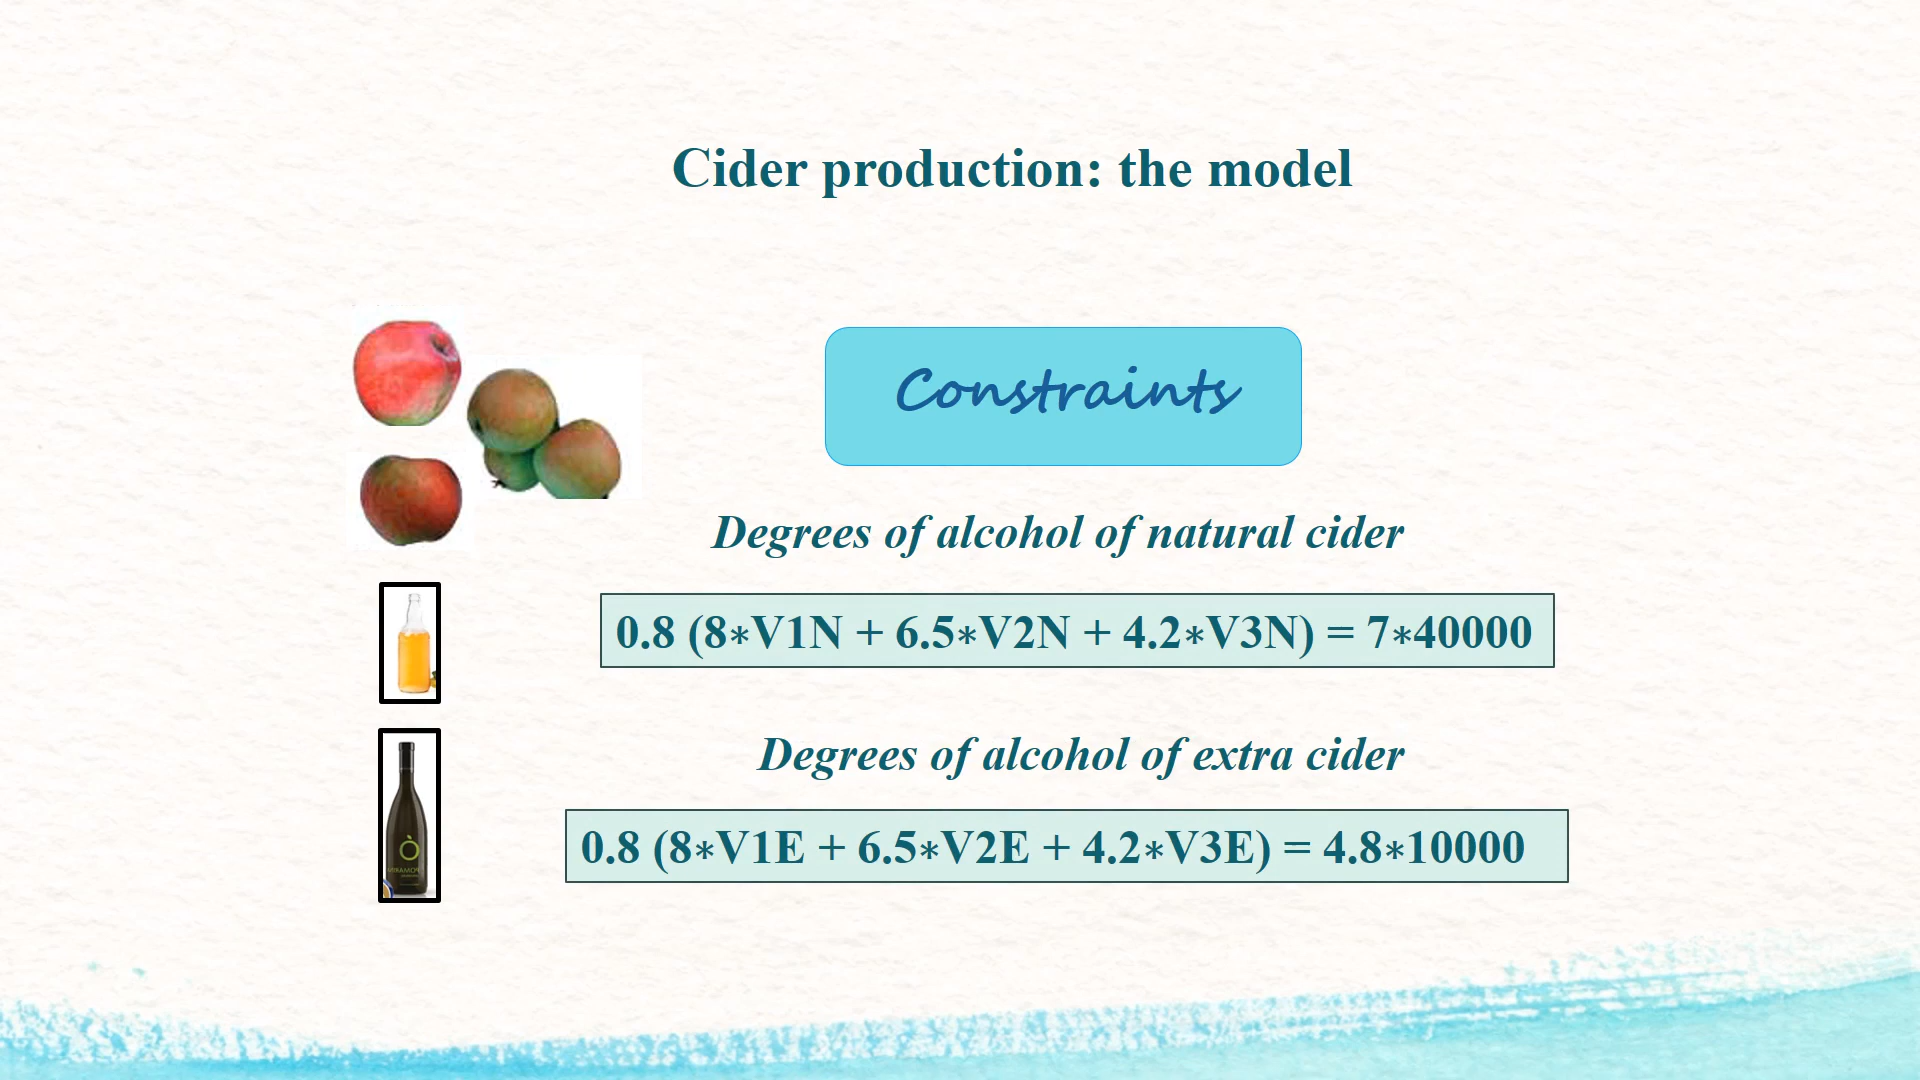 Cider production: the model
Constraints
Degrees of alcohol of natural cider
0.8 (8*V1N + 6.5*V2N + 4.2*V3N) = 7*40000
Degrees of alcohol of extra cider
0.8 (8*V1E + 6.5*V2E + 4.2*V3E) = 4.8*10000